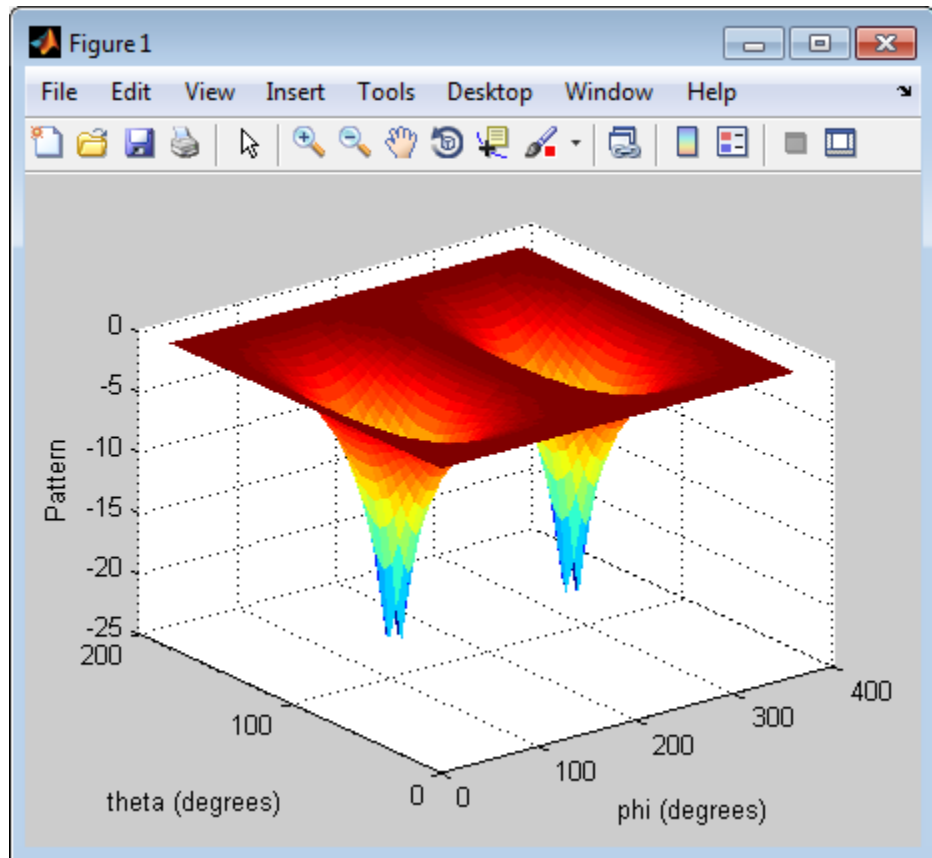 Figure 1
File Edit View Insert Tools Desktop Window Help
0
-5
-10
-15
-20
-25
Pattern
200
100
0
theta (degrees)
0
100
200
300
400
phi (degrees)